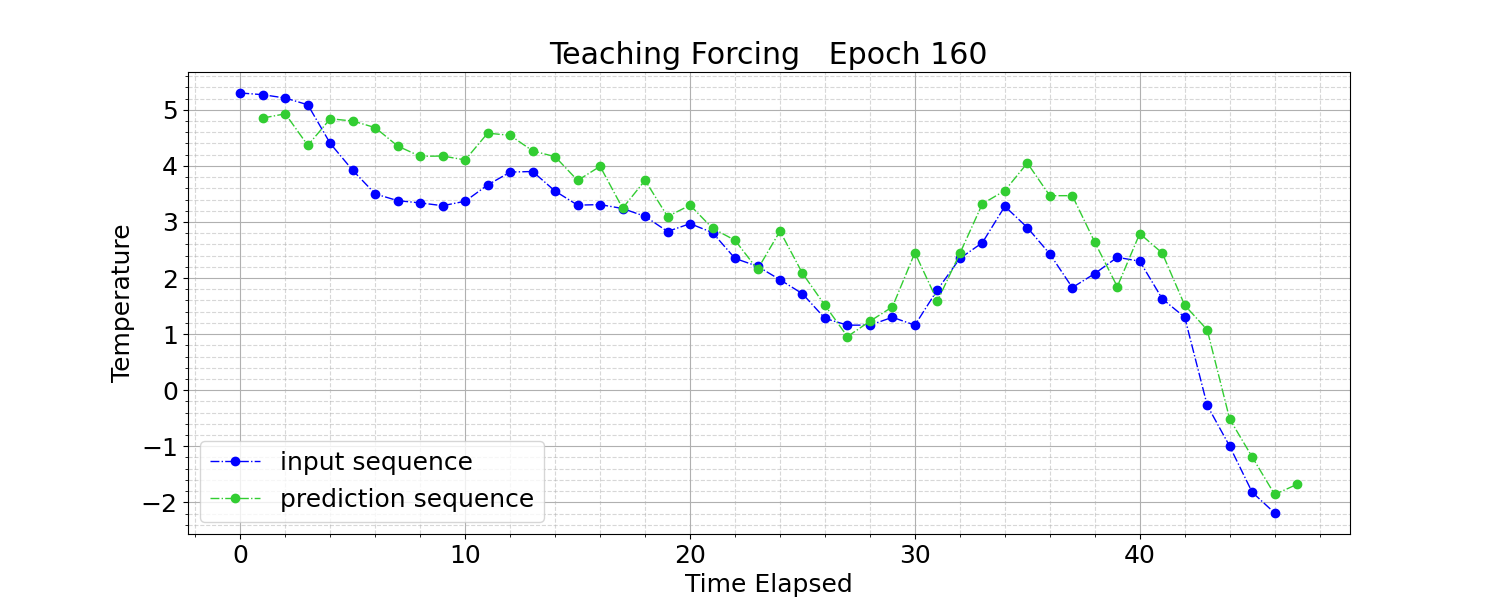 Teaching Forcing   Epoch 160
Temperature
5
4
3
2
1
0
−1
−2
input sequence
prediction sequence
0 10 20 30 40
Time Elapsed